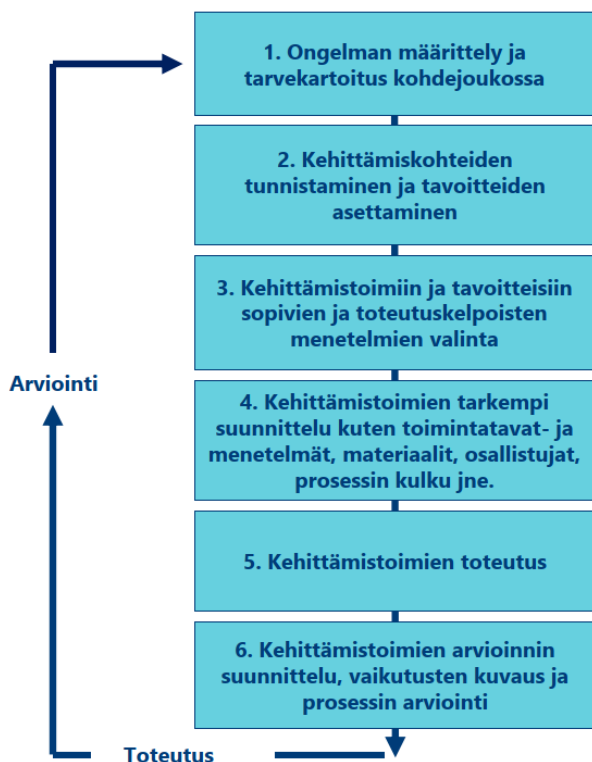 1. Ongelman määrittely ja
tarvekartoitus kohdejoukossa
2. Kehittämiskohteiden
tunnistaminen ja tavoitteiden
asettaminen
3. Kehittämistoimiin ja tavoitteisiin
sopivien ja toteutuskelpoisten
menetelmien valinta
Arviointi
4. Kehittämistoimien tarkempi
suunnittelu kuten toimintatavat- ja
menetelmät, materiaalit, osallistujat,
prosessin kulku jne.
5. Kehittämistoimien toteutus
6. Kehittämistoimien arvioinnin
suunnittelu, vaikutusten kuvaus ja
prosessin arviointi
Toteutus